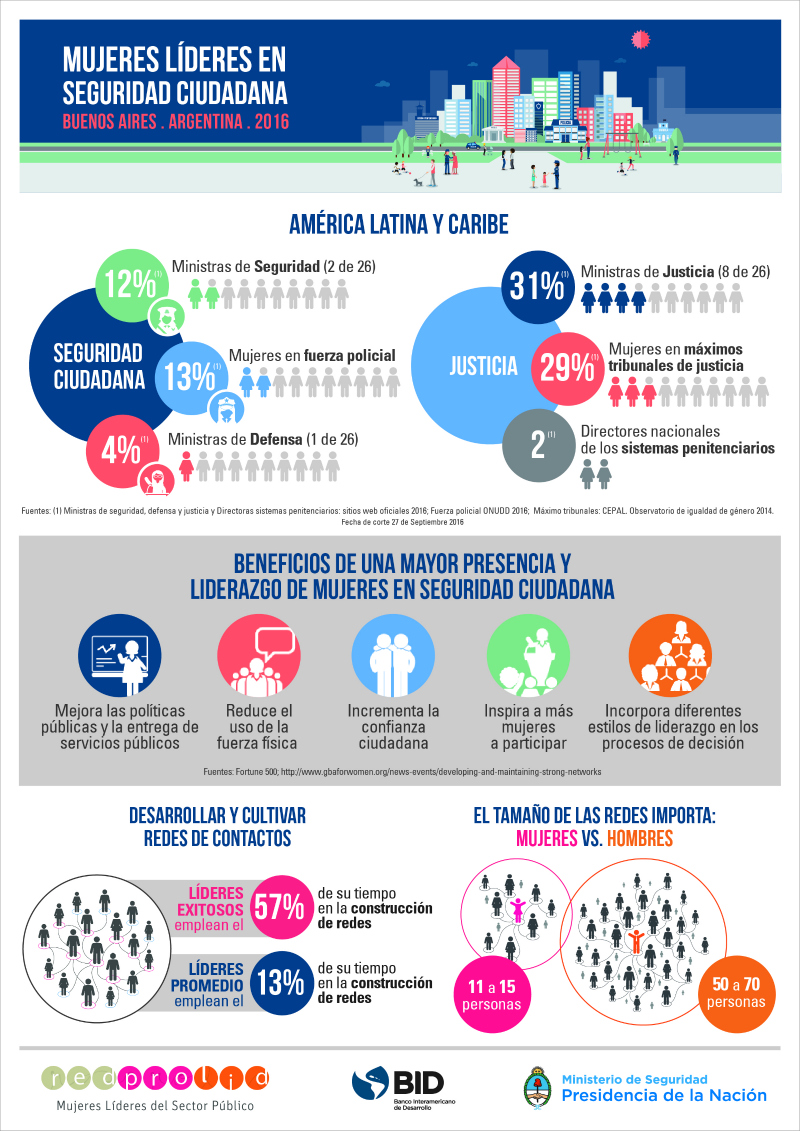 MUJERES LÍDERES EN
SEGURIDAD CIUDADANA
BUENOS AIRES . ARGENTINA . 2016
POLICIA
AMÉRICA LATINA Y CARIBE
SEGURIDAD
CIUDADANA
12%(1)
Ministras de Seguridad (2 de 26)
13%(1)
Mujeres en fuerza policial
4%(1)
Ministras de Defensa (1 de 26)
JUSTICIA
31%(1)
Ministras de Justicia (8 de 26)
29%(1)
Mujeres en máximos
tribunales de justicia
2(1)
Directores nacionales
de los sistemas penitenciarios
Fuentes: (1) Ministras de seguridad, defensa y justicia y Directoras sistemas penitenciarios: sitios web oficiales 2016; Fuerza policial ONUDD 2016; Máximo tribunales: CEPAL. Observatorio de igualdad de género 2014.
Fecha de corte 27 de Septiembre 2016
BENEFICIOS DE UNA MAYOR PRESENCIA Y
LIDERAZGO DE MUJERES EN SEGURIDAD CIUDADANA
Mejora las políticas
públicas y la entrega de
servicios públicos
Reduce el
uso de la
fuerza física
Incrementa la
confianza
ciudadana
Inspira a más
mujeres
a participar
Incorpora diferentes
estilos de liderazgo en los
procesos de decisión
Fuentes: Fortune 500; http://www.gbaforwomen.org/news-events/developing-and-maintaining-strong-networks
DESARROLLAR Y CULTIVAR
REDES DE CONTACTOS
LÍDERES
EXITOSOS
emplean el
57%
de su tiempo
en la construcción
de redes
LÍDERES
PROMEDIO
emplean el
13%
de su tiempo
en la construcción
de redes
EL TAMAÑO DE LAS REDES IMPORTA:
MUJERES VS. HOMBRES
11 a 15
personas
50 a 70
personas
redprolid
Mujeres Líderes del Sector Público
BID
Banco Interamericano
de Desarrollo
Ministerio de Seguridad
Presidencia de la Nación